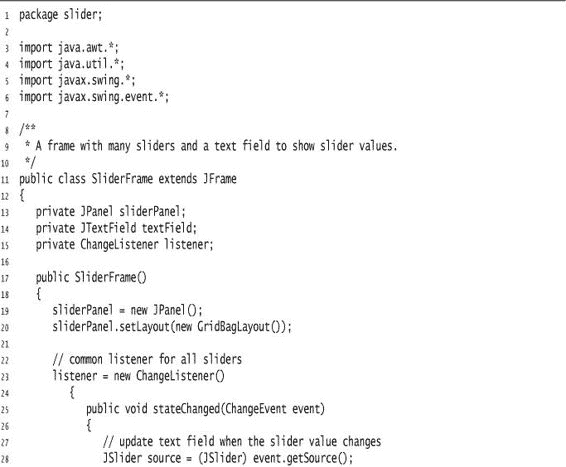 1 package slider;
2
3 import java.awt.*;
4 import java.util.*;
5 import javax.swing.*;
6 import javax.swing.event.*;
7
8 /**
9  * A frame with many sliders and a text field to show slider values.
10  */
11 public class SliderFrame extends JFrame
12 {
13    private JPanel sliderPanel;
14    private JTextField textField;
15    private ChangeListener listener;
16
17    public SliderFrame()
18    {
19       sliderPanel = new JPanel();
20       sliderPanel.setLayout(new GridBagLayout());
21
22       // common listener for all sliders
23       listener = new ChangeListener()
24          {
25             public void stateChanged(ChangeEvent event)
26             {
27                // update text field when the slider value changes
28                JSlider source = (JSlider) event.getSource();